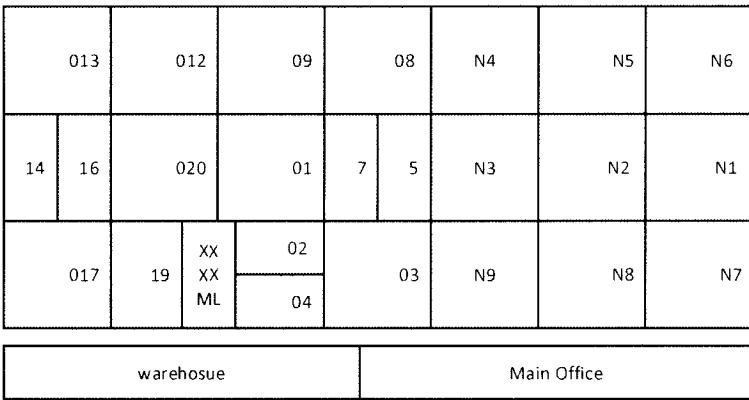 013 012 09 08 N4 N5 N6
14 16 020 01 7 5 N3 N2 N1
017 19 XX XX ML 02 04 03 N9 N8 N7
warehosue Main Office